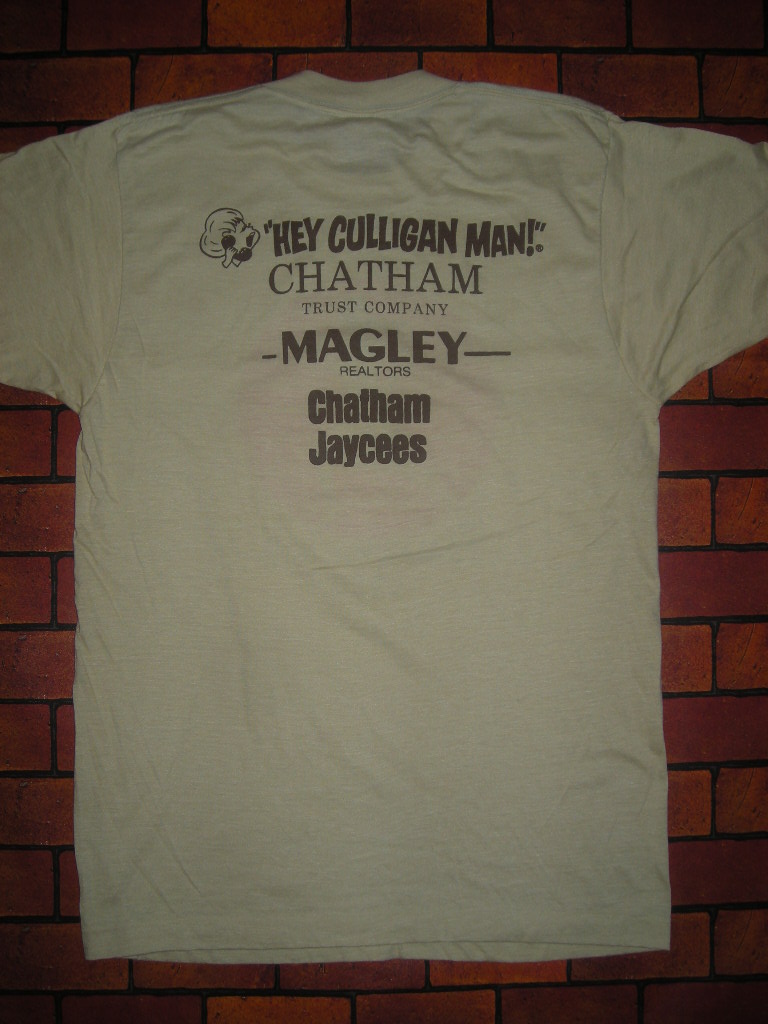 "HEY CULLIGAN MAN!"®
CHATHAM
TRUST COMPANY
-MAGLEY—
REALTORS
Chatham
Jaycees